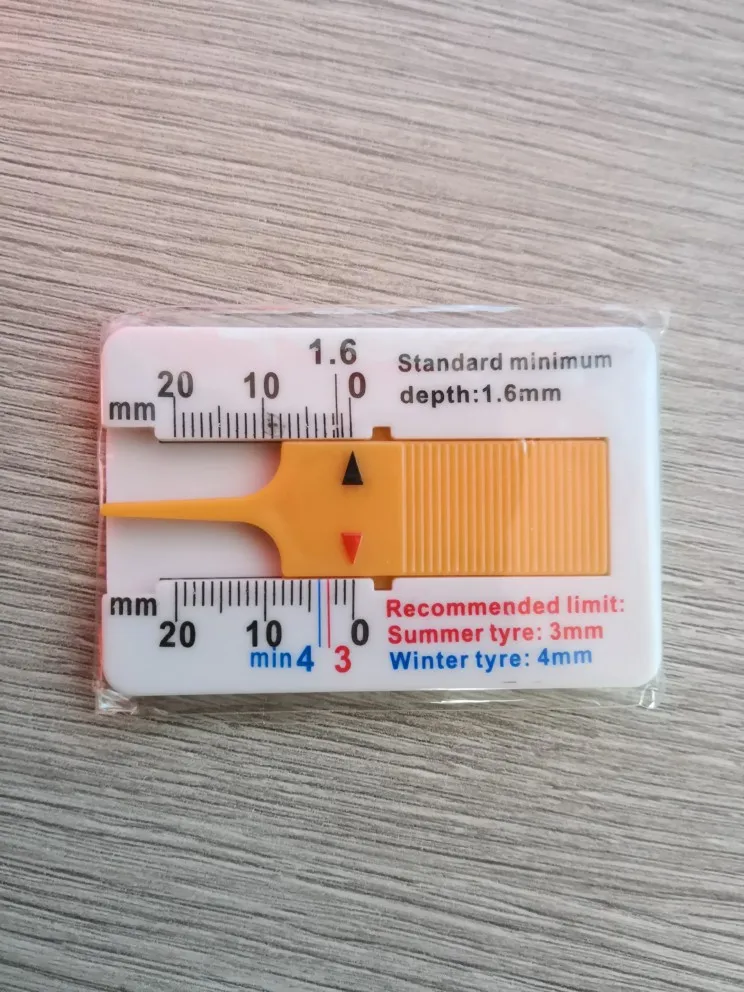 1.6
20 10 0
mm
Standard minimum
depth:1.6mm
mm
20 10 0
min 4 3
Recommended limit:
Summer tyre: 3mm
Winter tyre: 4mm